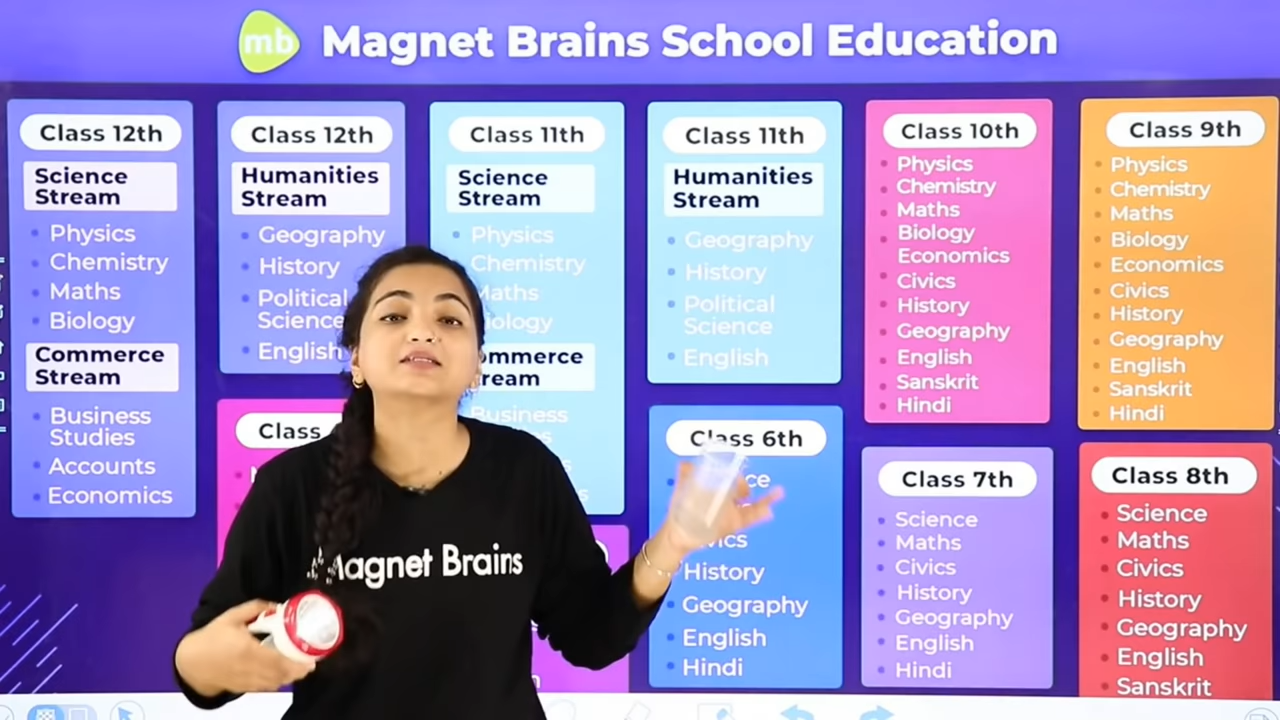 mb Magnet Brains School Education
Class 12th
Science
Stream
Physics
Chemistry
Maths
Biology
Commerce
Stream
Business
Studies
Accounts
Economics
Class 12th
Humanities
Stream
Geography
History
Political
Science
English
Class
Class 11th
Science
Stream
Physics
Chemistry
Maths
Biology
Commerce
Stream
Business
Class 11th
Humanities
Stream
Geography
History
Political
Science
English
Class 6th
History
Geography
English
Hindi
Class 10th
Physics
Chemistry
Maths
Biology
Economics
Civics
History
Geography
English
Sanskrit
Hindi
Class 7th
Science
Maths
Civics
History
Geography
English
Hindi
Class 9th
Physics
Chemistry
Maths
Biology
Economics
Civics
History
Geography
English
Sanskrit
Hindi
Class 8th
Science
Maths
Civics
History
Geography
English
Sanskrit
Magnet Brains